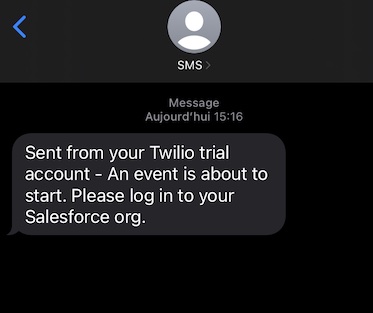 SMS
Message
Aujourd'hui 15:16
Sent from your Twilio trial
account - An event is about to
start. Please log in to your
Salesforce org.